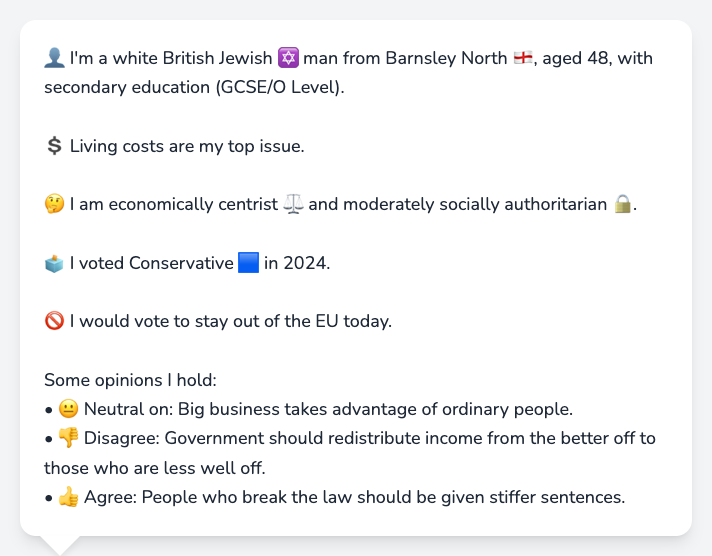 👤 I'm a white British Jewish 🔯 man from Barnsley North 🏴󠁧󠁢󠁥󠁮󠁧󠁿, aged 48, with
secondary education (GCSE/O Level).
💲 Living costs are my top issue.
🤔 I am economically centrist ⚖️ and moderately socially authoritarian 🔒.
🗳️ I voted Conservative 🟦 in 2024.
🚫 I would vote to stay out of the EU today.
Some opinions I hold:
• 😐 Neutral on: Big business takes advantage of ordinary people.
• 👎 Disagree: Government should redistribute income from the better off to
those who are less well off.
• 👍 Agree: People who break the law should be given stiffer sentences.